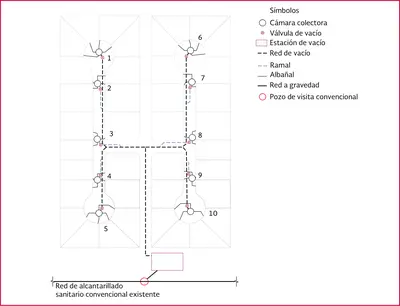 Símbolos
Cámara colectora
Válvula de vacío
Estación de vacío
Red de vacío
Ramal
Albañal
Red a gravedad
Pozo de visita convencional
1
2
3
4
5
6
7
8
9
10
Red de alcantarillado
sanitario convencional existente